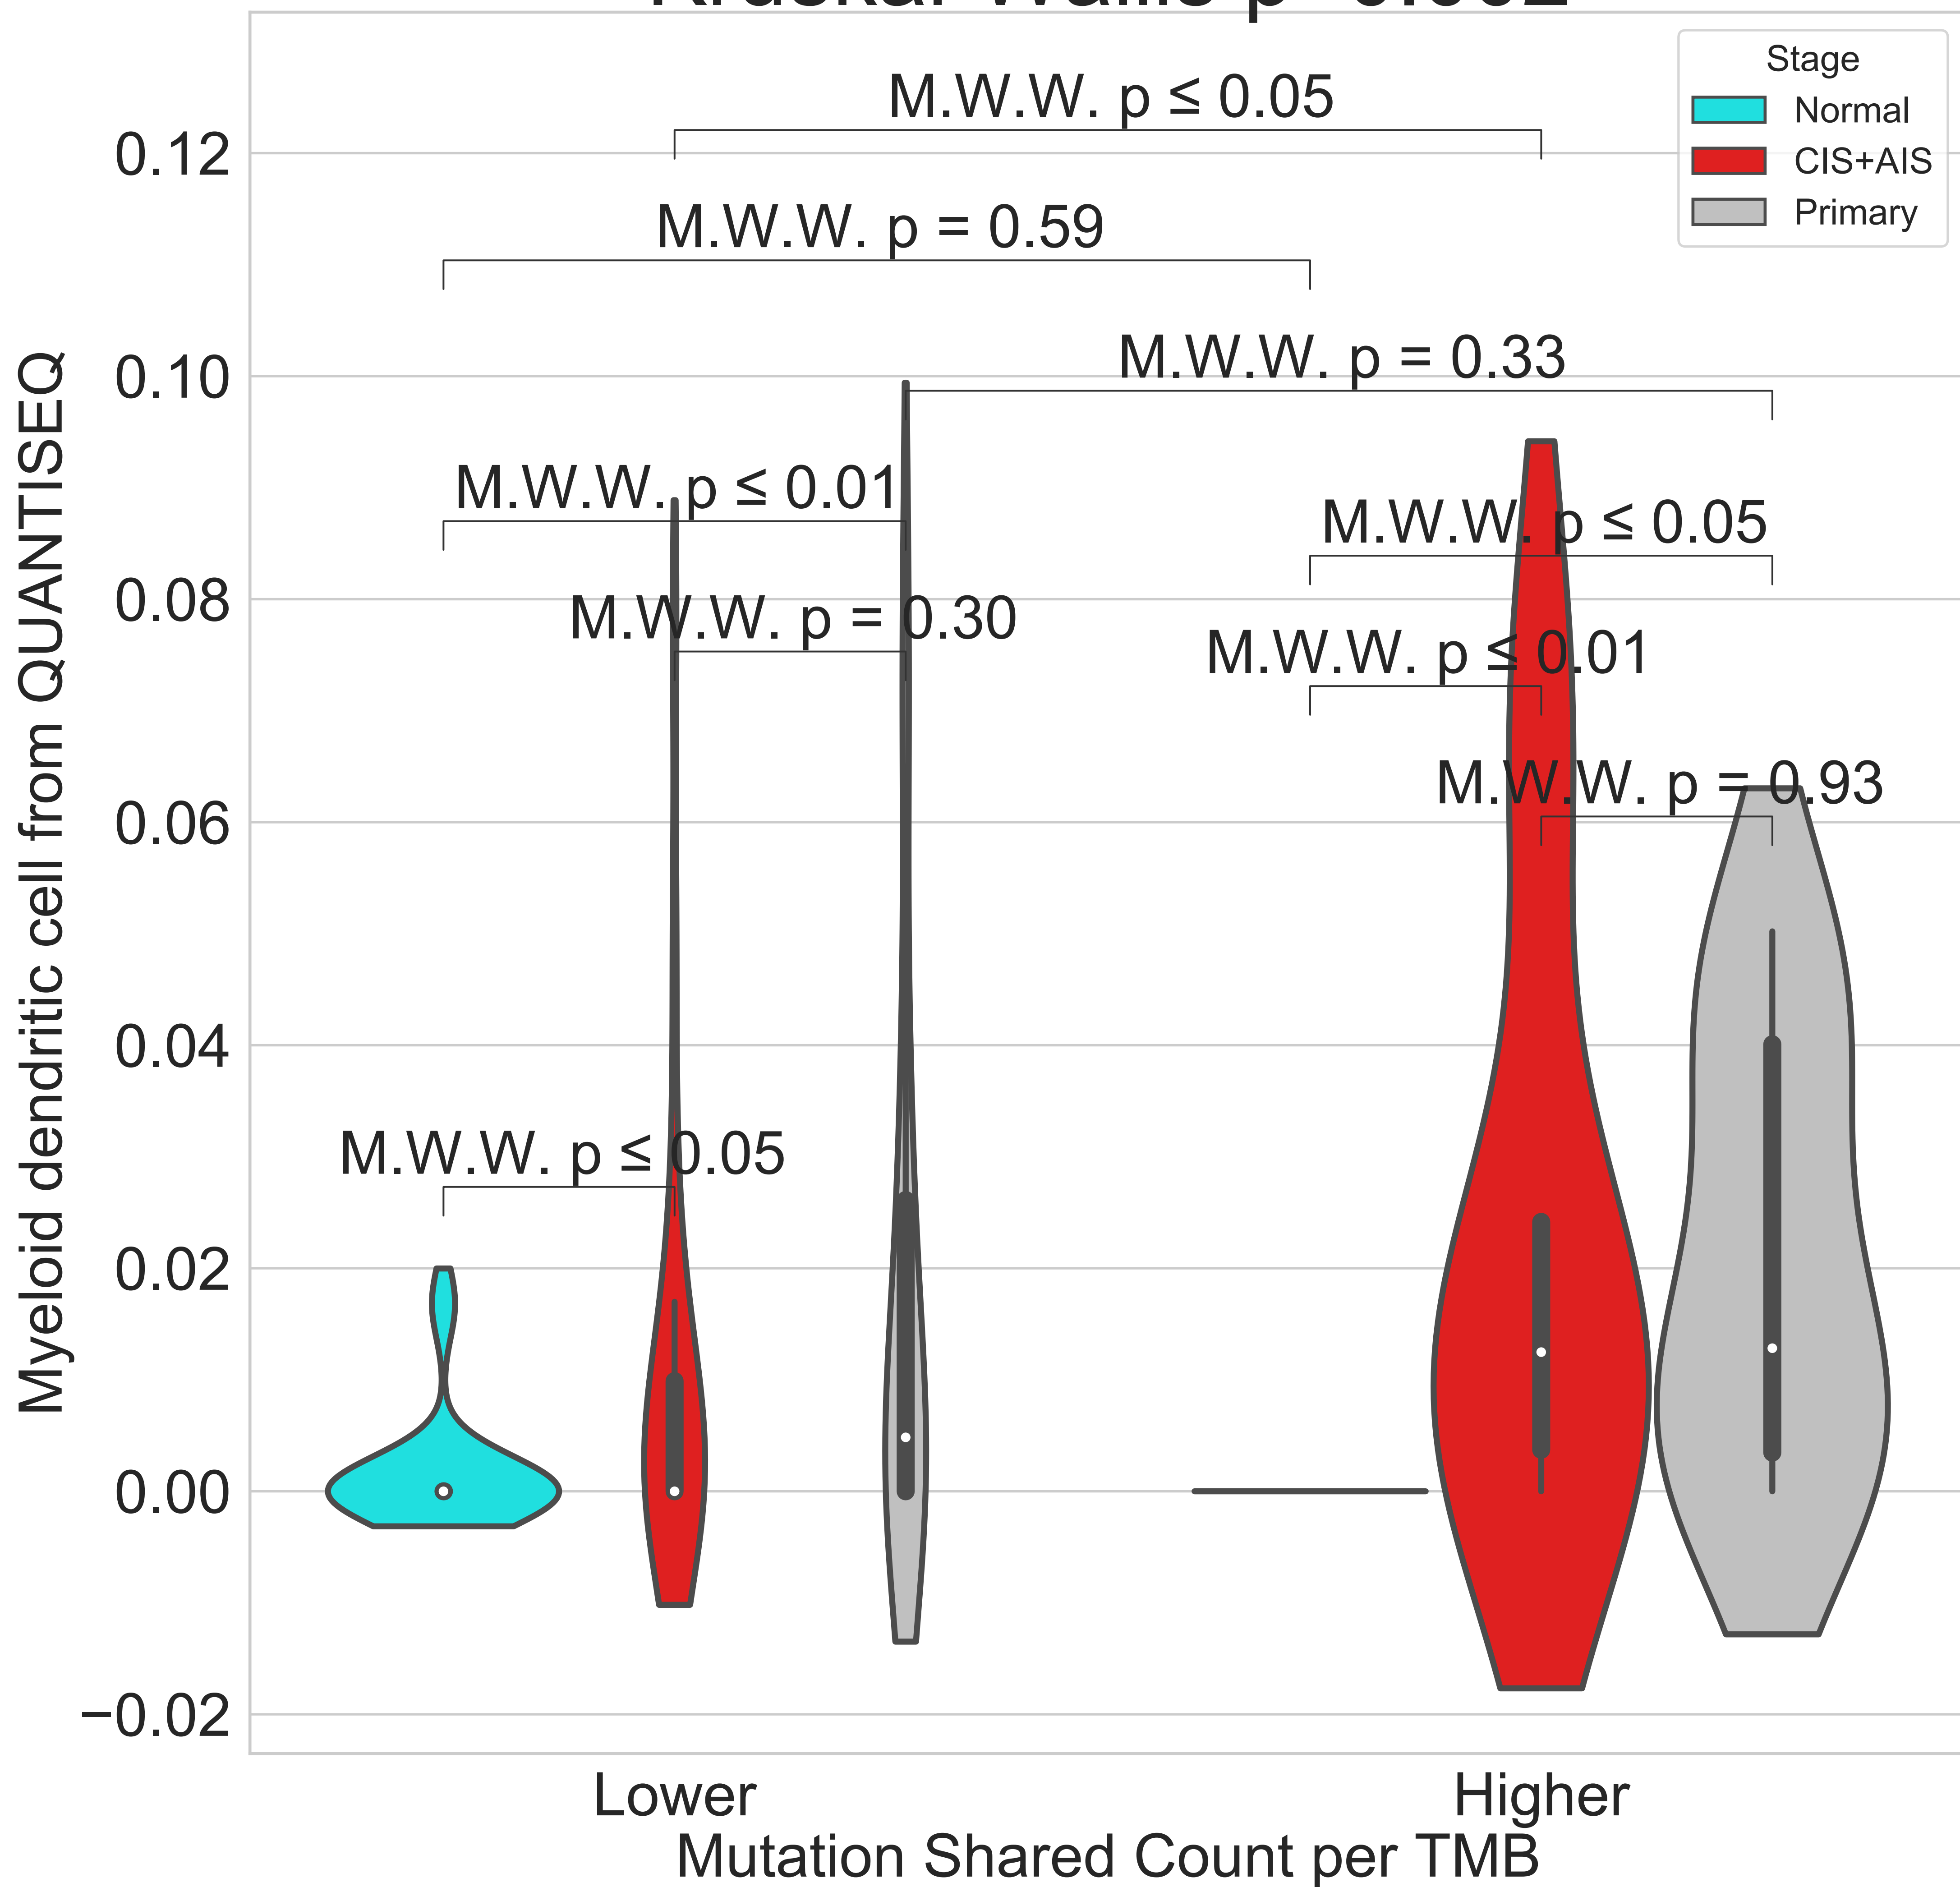 M.W.W. p ≤ 0.05
M.W.W. p = 0.59
M.W.W. p = 0.33
M.W.W. p ≤ 0.01
M.W.W. p ≤ 0.05
M.W.W. p = 0.30
M.W.W. p ≤ 0.01
M.W.W. p = 0.93
M.W.W. p ≤ 0.05
Stage
Normal
CIS+AIS
Primary
Myeloid dendritic cell from QUANTISEQ
0.12
0.10
0.08
0.06
0.04
0.02
0.00
−0.02
Lower
Higher
Mutation Shared Count per TMB